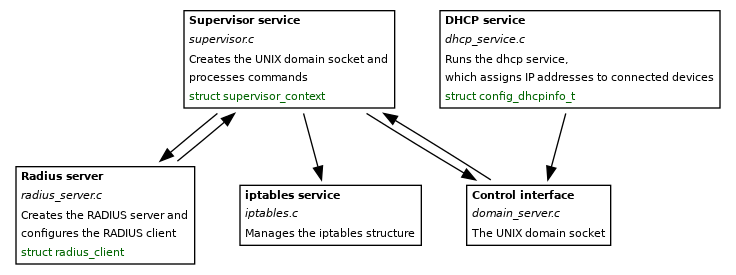 Supervisor service
supervisor.c
Creates the UNIX domain socket and
processes commands
struct supervisor_context
DHCP service
dhcp_service.c
Runs the dhcp service,
which assigns IP addresses to connected devices
struct config_dhcpinfo_t
Radius server
radius_server.c
Creates the RADIUS server and
configures the RADIUS client
struct radius_client
iptables service
iptables.c
Manages the iptables structure
Control interface
domain_server.c
The UNIX domain socket